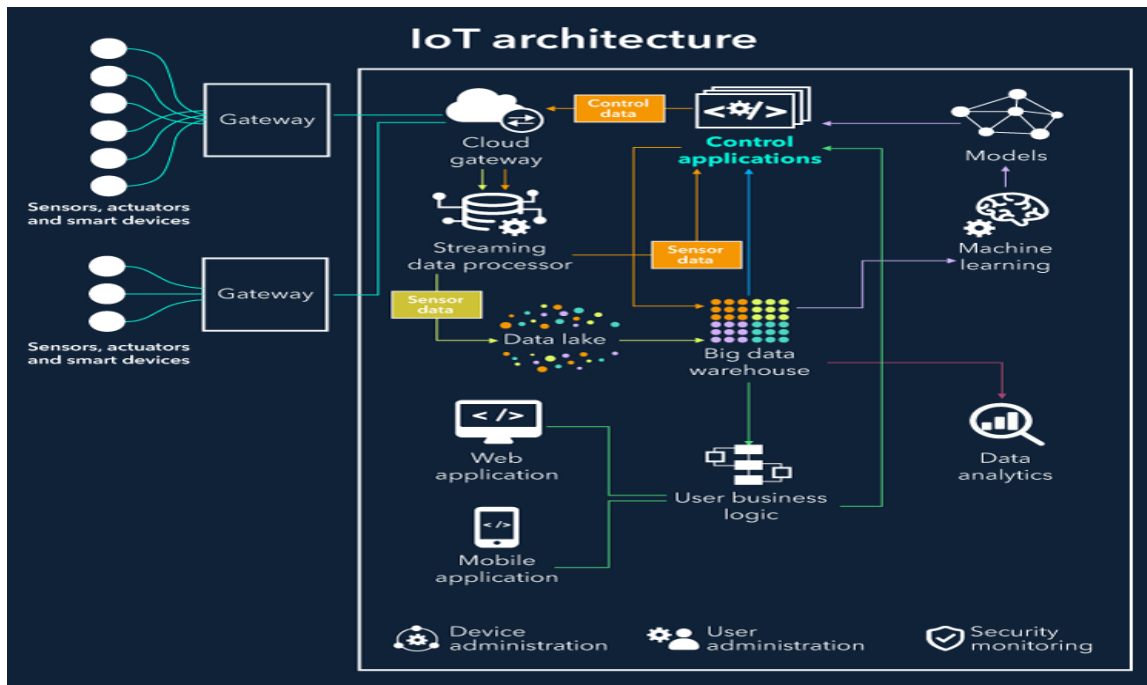 IoT architecture
Gateway
Sensors, actuators
and smart devices
Gateway
Sensors, actuators
and smart devices
Cloud
gateway
Control
data
</>
Control
applications
Models
Streaming
data processor
Sensor
data
Machine
learning
Sensor
data
Data lake
Big data
warehouse
</>
Web
application
User business
logic
Data
analytics
</>
Mobile
application
Device
administration
User
administration
Security
monitoring